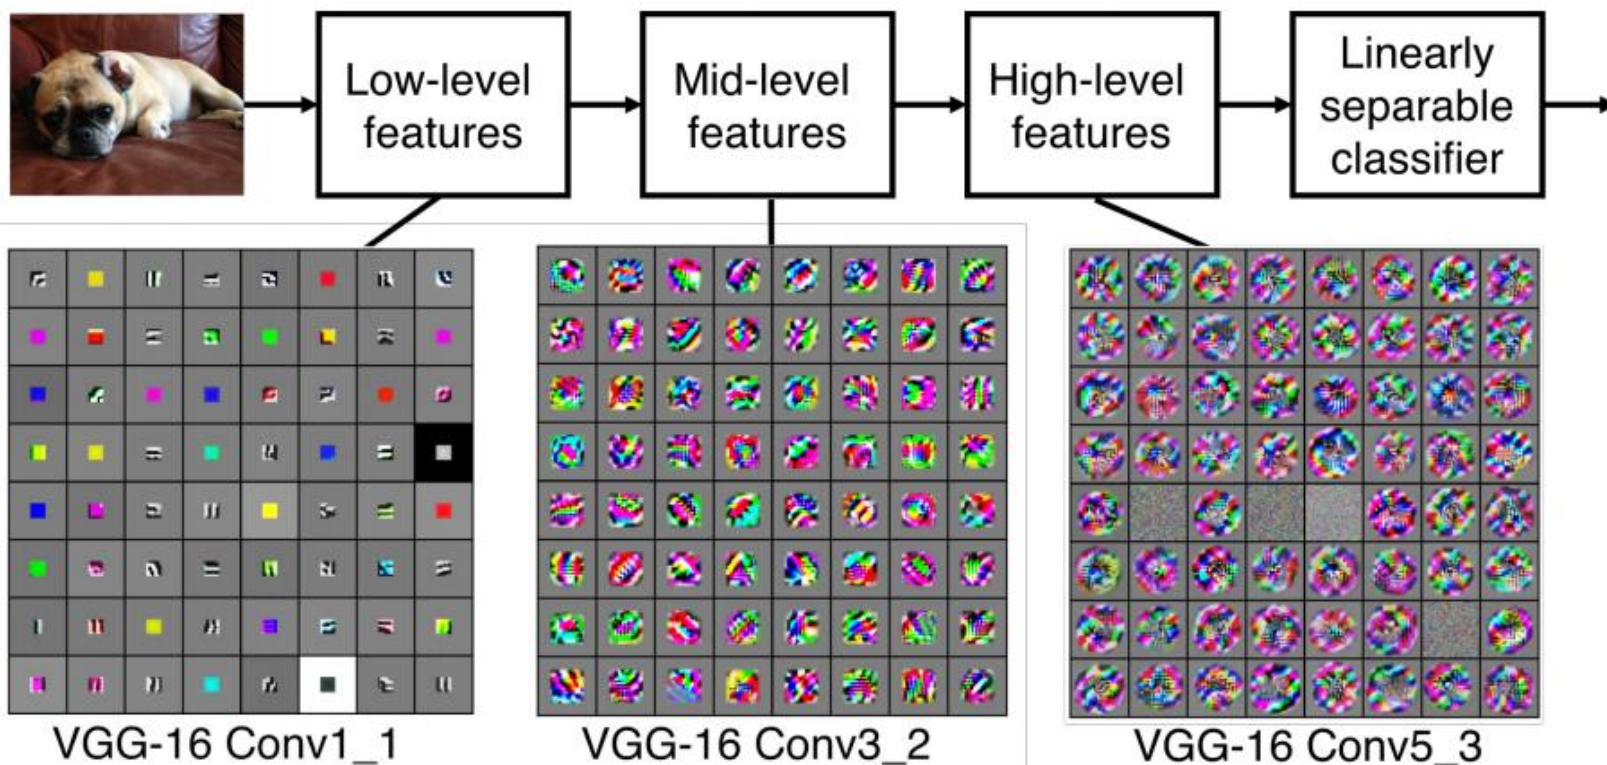 Low-level
features
Mid-level
features
High-level
features
Linearly
separable
classifier
VGG-16 Conv1_1
VGG-16 Conv3_2
VGG-16 Conv5_3